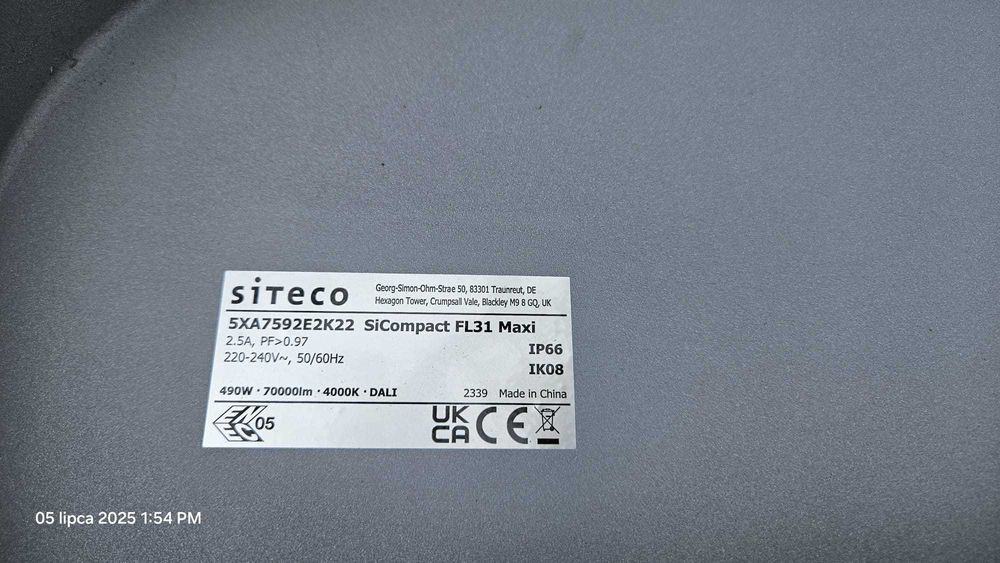 siteco
Georg-Simon-Ohm-Strae 50, 83301 Traunreut, DE
Hexagon Tower, Crumpsall Vale, Blackley M9 8 GQ, UK
5XA7592E2K22 SiCompact FL31 Maxi
2.5A, PF>0.97
220-240V~, 50/60Hz
IP66
IK08
490W · 70000lm · 4000K · DALI
2339 Made in China
ENEC 05
UK
CA
CE
05 lipca 2025 1:54 PM